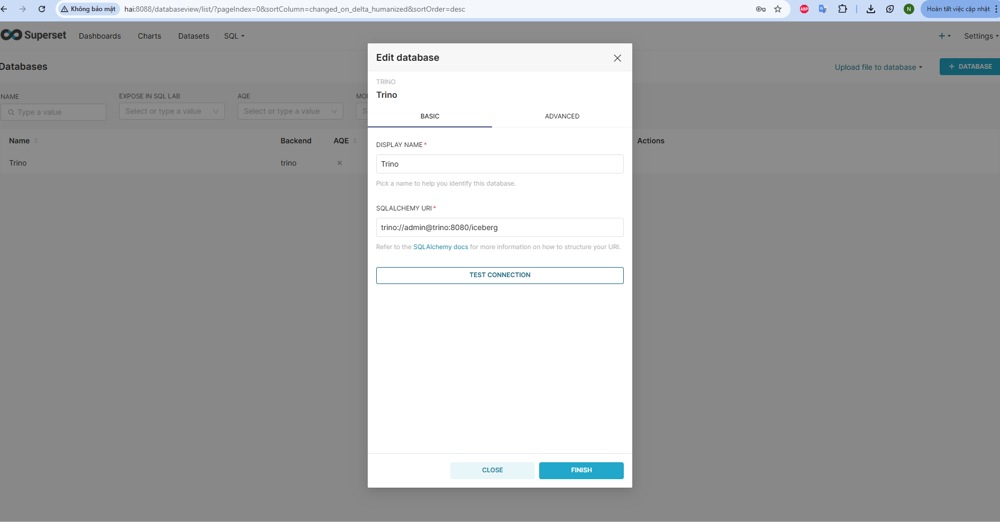 Không bảo mật hai:8088/databaseview/list/?pageIndex=0&sortColumn=changed_on_delta_humanized&sortOrder=desc ABP N Hoàn tất việc cập nhật
Superset Dashboards Charts Datasets SQL + Settings
Databases Upload file to database + DATABASE
NAME EXPOSE IN SQL LAB AQE
Type a value Select or type a value Select or type a value S
Name Backend AQE Actions
Trino trino
Edit database
TRINO
Trino
BASIC ADVANCED
DISPLAY NAME*
Trino
Pick a name to help you identify this database.
SQLALCHEMY URI*
trino://admin@trino:8080/iceberg
Refer to the SQLAlchemy docs for more information on how to structure your URI.
TEST CONNECTION
CLOSE FINISH